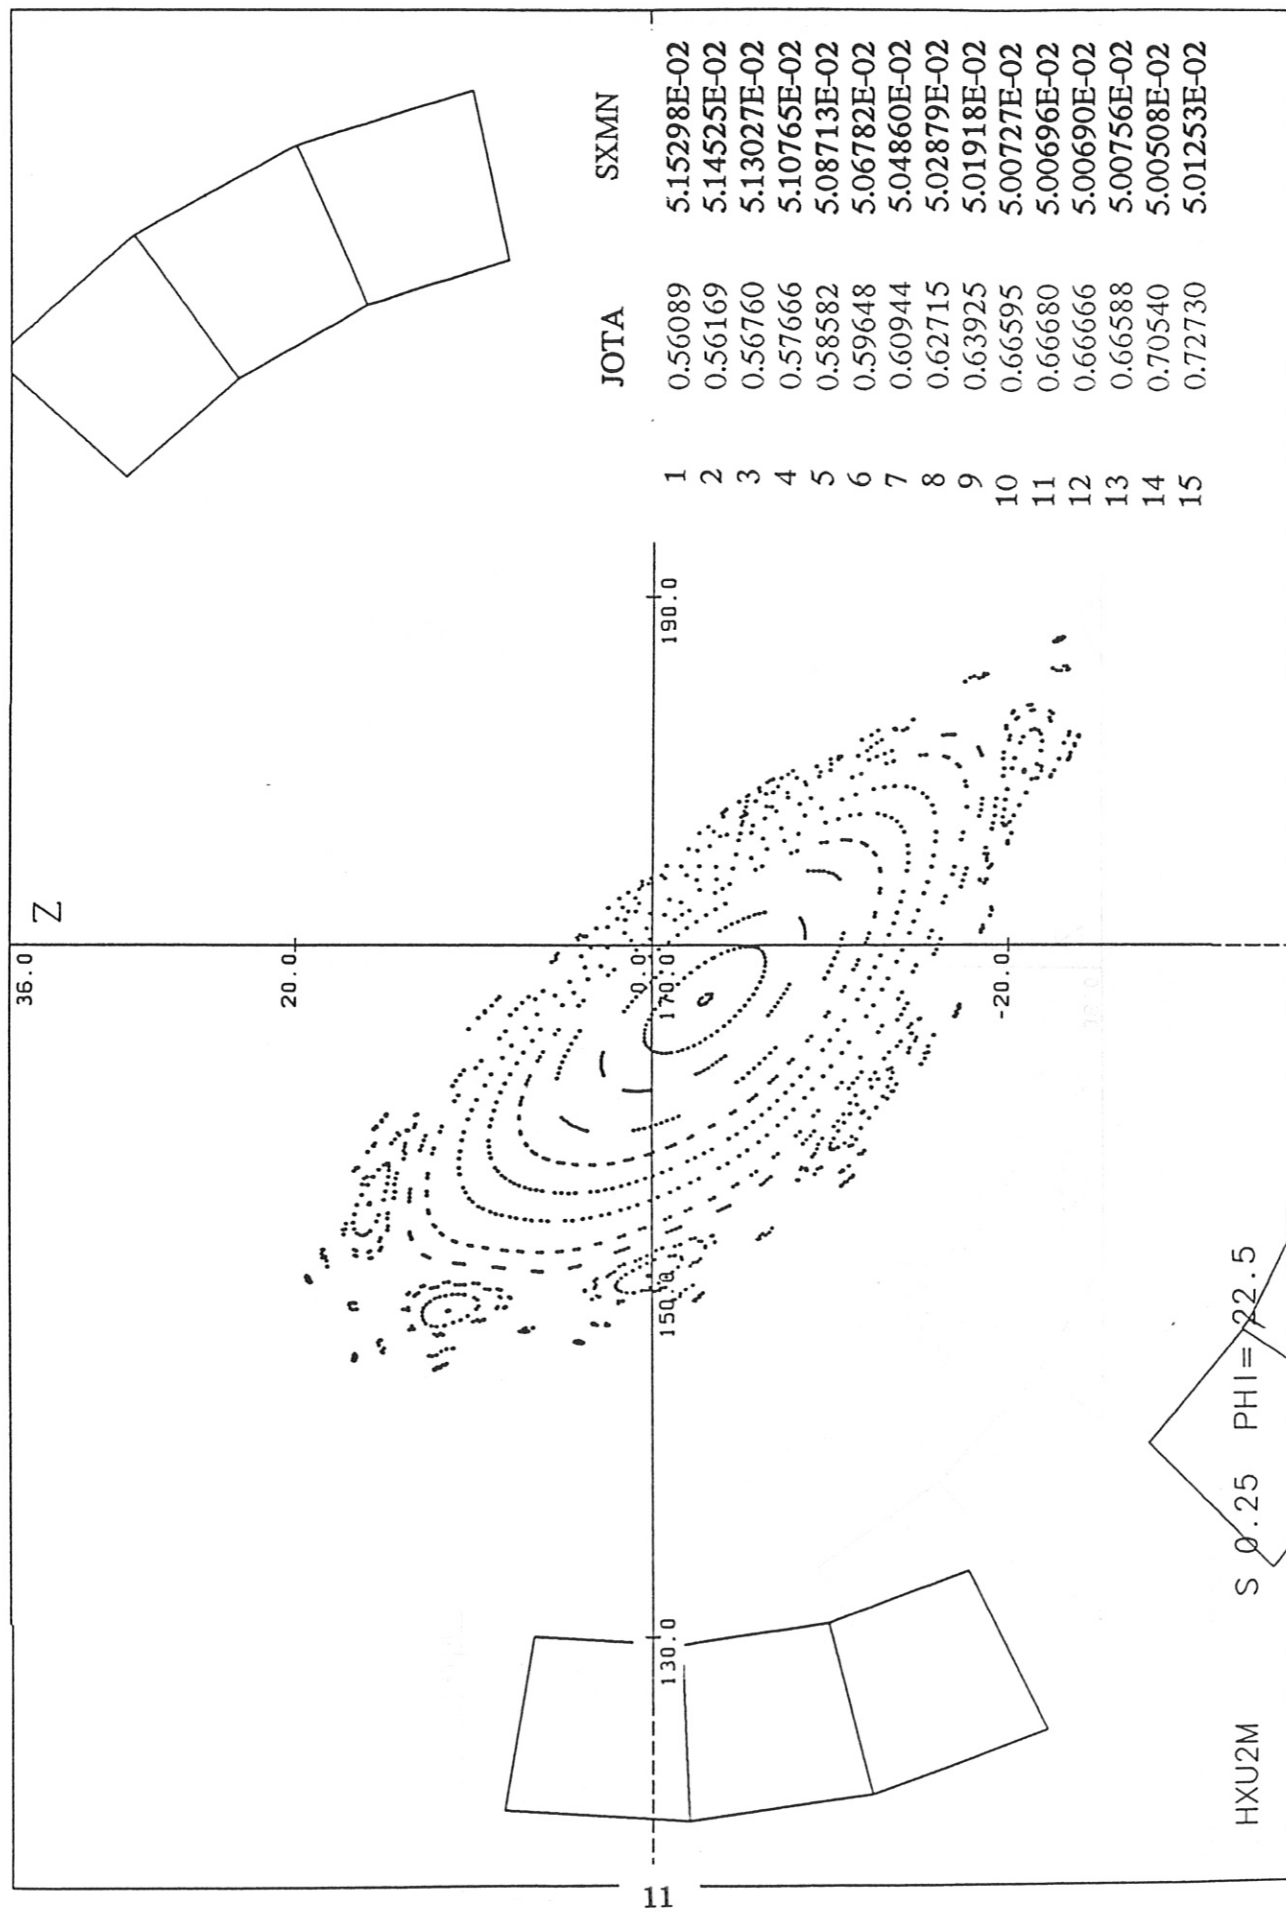 36.0
Z
20.0
0.0
170.0
190.0
150.0
130.0
-20.0
JOTA SXMN
1 0.56089 5.15298E-02
2 0.56169 5.14525E-02
3 0.56760 5.13027E-02
4 0.57666 5.10765E-02
5 0.58582 5.08713E-02
6 0.59648 5.06782E-02
7 0.60944 5.04860E-02
8 0.62715 5.02879E-02
9 0.63925 5.01918E-02
10 0.66595 5.00727E-02
11 0.66680 5.00696E-02
12 0.66666 5.00690E-02
13 0.66588 5.00756E-02
14 0.70540 5.00508E-02
15 0.72730 5.01253E-02
HXU2M S 0.25 PHI= 22.5
11